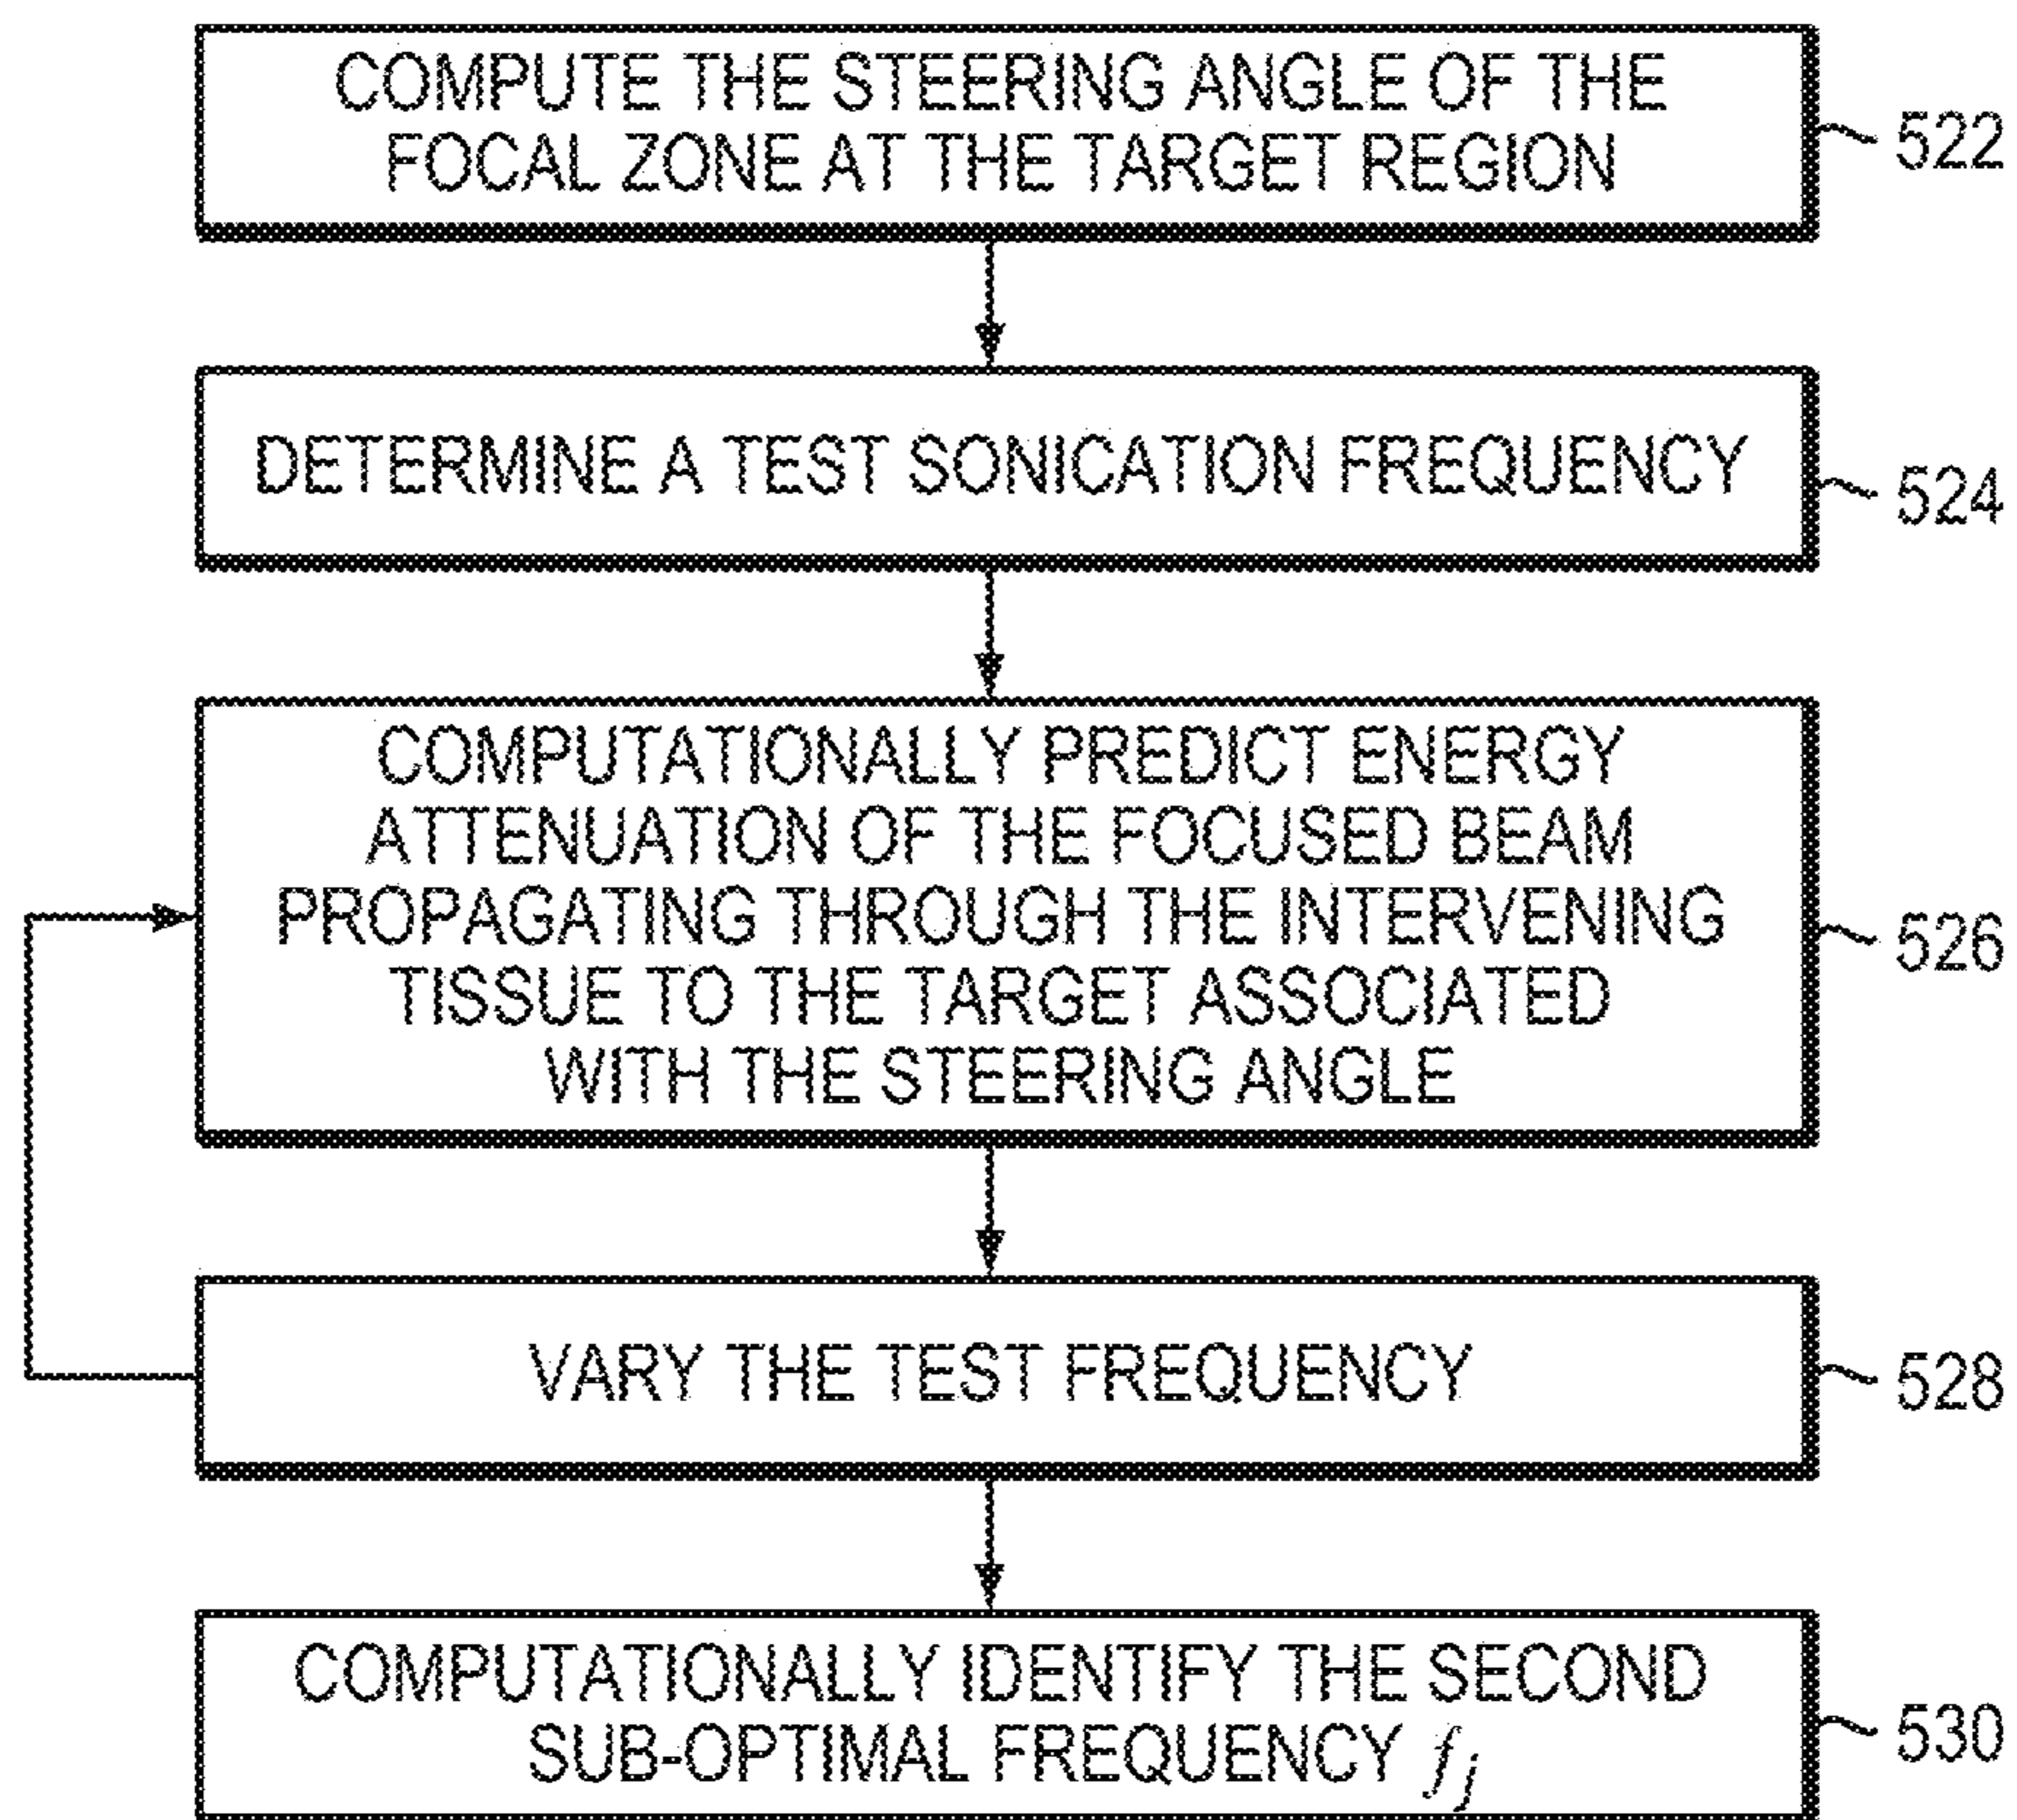 COMPUTE THE STEERING ANGLE OF THE
FOCAL ZONE AT THE TARGET REGION
522
DETERMINE A TEST SONICATION FREQUENCY
524
COMPUTATIONALLY PREDICT ENERGY
ATTENUATION OF THE FOCUSED BEAM
PROPAGATING THROUGH THE INTERVENING
TISSUE TO THE TARGET ASSOCIATED
WITH THE STEERING ANGLE
526
VARY THE TEST FREQUENCY
528
COMPUTATIONALLY IDENTIFY THE SECOND
SUB-OPTIMAL FREQUENCY fj
530